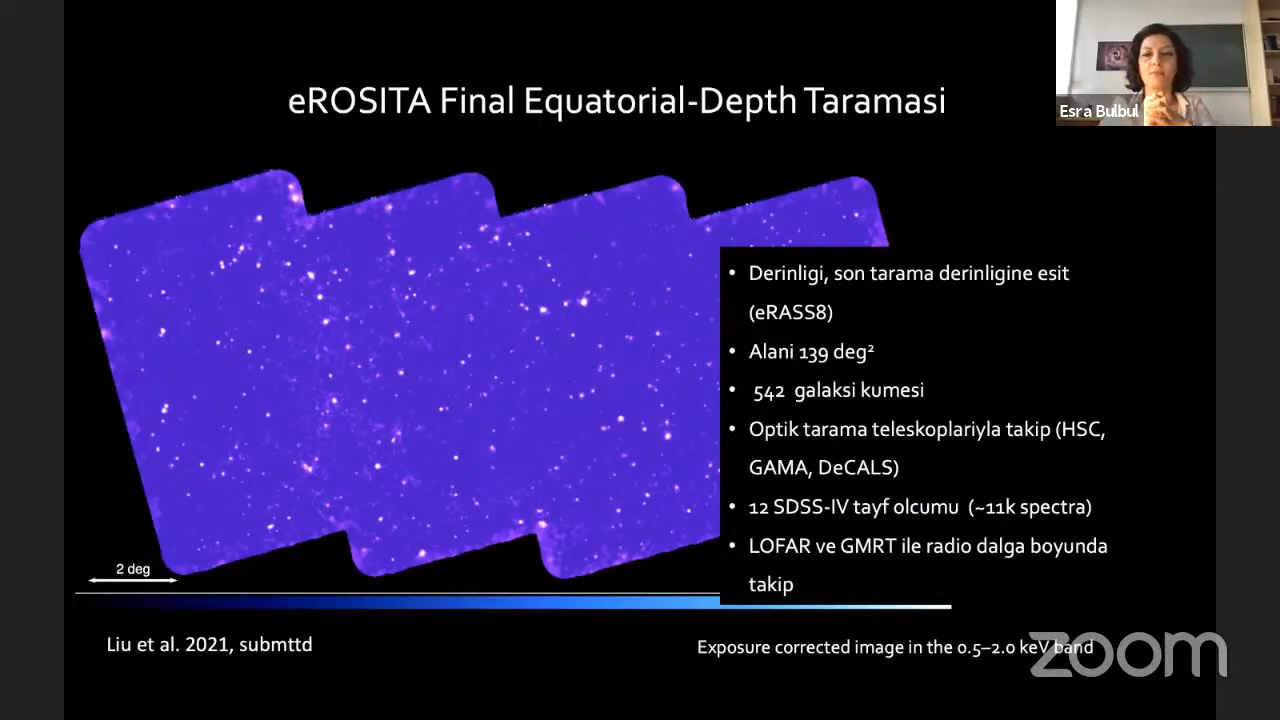 eROSITA Final Equatorial-Depth Taramasi
Esra Bulbul
• Derinligi, son tarama derinligine esit
(eRASS8)
• Alani 139 deg²
• 542 galaksi kumesi
• Optik tarama teleskoplariyla takip (HSC,
GAMA, DeCALS)
• 12 SDSS-IV tayf olcumu (~11k spectra)
• LOFAR ve GMRT ile radio dalga boyunda
takip
2 deg
Liu et al. 2021, submttd
Exposure corrected image in the 0.5–2.0 keV band
zoom